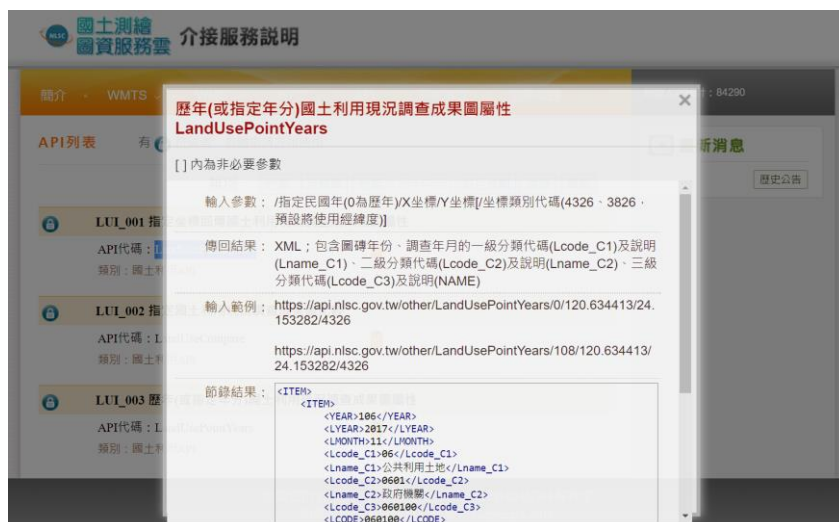 NLSC
國土測繪
圖資服務雲
介接服務說明
簡介
WMTS
：84290
API列表
有
新消息
歷史公告
LUI_001 指
API代碼：L
類別：國土利
LUI_002 指
API代碼：L
類別：國土利
LUI_003 歷
API代碼：L
類別：國土利
歷年(或指定年分)國土利用現況調查成果圖屬性
LandUsePointYears
×
[ ] 內為非必要參數
輸入參數：
/指定民國年(0為歷年)/X坐標/Y坐標[/坐標類別代碼(4326、3826，
預設將使用經緯度)]
傳回結果：
XML；包含圖磚年份、調查年月的一級分類代碼(Lcode_C1)及說明
(Lname_C1)、二級分類代碼(Lcode_C2)及說明(Lname_C2)、三級
分類代碼(Lcode_C3)及說明(NAME)
輸入範例：
https://api.nlsc.gov.tw/other/LandUsePointYears/0/120.634413/24.
153282/4326
https://api.nlsc.gov.tw/other/LandUsePointYears/108/120.634413/
24.153282/4326
節錄結果：
<ITEM>
<ITEM>
<YEAR>106</YEAR>
<LYEAR>2017</LYEAR>
<LMONTH>11</LMONTH>
<Lcode_C1>06</Lcode_C1>
<Lname_C1>公共利用土地</Lname_C1>
<Lcode_C2>0601</Lcode_C2>
<Lname_C2>政府機關</Lname_C2>
<Lcode_C3>060100</Lcode_C3>
<LCODE>060100</LCODE>